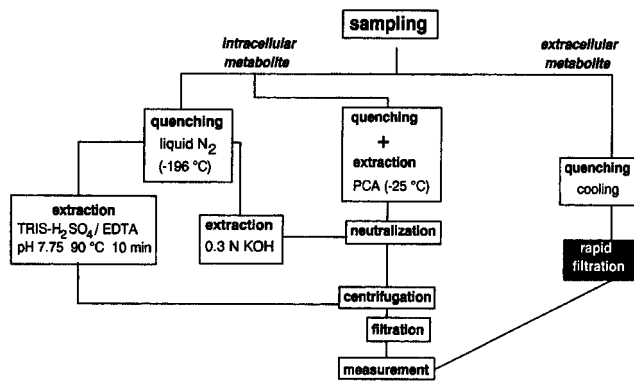 sampling
intracellular
metabolite
extracellular
metabolite
quenching
liquid N2
(-196 °C)
quenching
+
extraction
PCA (-25 °C)
quenching
cooling
extraction
TRIS-H2SO4/ EDTA
pH 7.75 90 °C 10 min
extraction
0.3 N KOH
neutralization
rapid
filtration
centrifugation
filtration
measurement